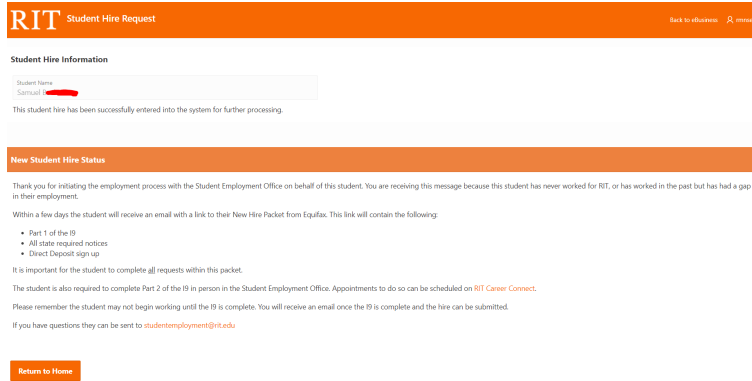 RIT Student Hire Request
Back to eBusiness
Student Hire Information
Student Name
Samuel
This student hire has been successfully entered into the system for further processing.
New Student Hire Status
Thank you for initiating the employment process with the Student Employment Office on behalf of this student. You are receiving this message because this student has never worked for RIT, or has worked in the past but has had a gap
in their employment.
Within a few days the student will receive an email with a link to their New Hire Packet from Equifax. This link will contain the following:
• Part 1 of the I9
• All state required notices
• Direct Deposit sign up
It is important for the student to complete all requests within this packet.
The student is also required to complete Part 2 of the I9 in person in the Student Employment Office. Appointments to do so can be scheduled on RIT Career Connect.
Please remember the student may not begin working until the I9 is complete. You will receive an email once the I9 is complete and the hire can be submitted.
If you have questions they can be sent to studentemployment@rit.edu
Return to Home